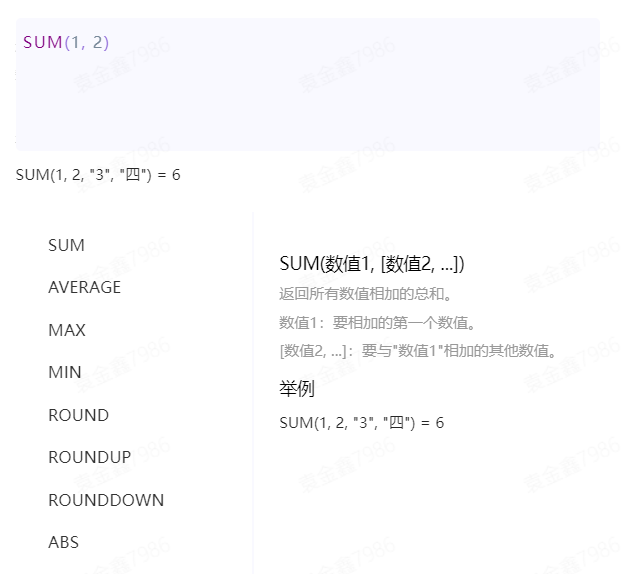 SUM(1, 2)
SUM(1, 2, "3", "四") = 6
SUM
AVERAGE
MAX
MIN
ROUND
ROUNDUP
ROUNDDOWN
ABS
SUM(数值1, [数值2, ...])
返回所有数值相加的总和。
数值1：要相加的第一个数值。
[数值2, ...]：要与"数值1"相加的其他数值。
举例
SUM(1, 2, "3", "四") = 6
袁金鑫7986